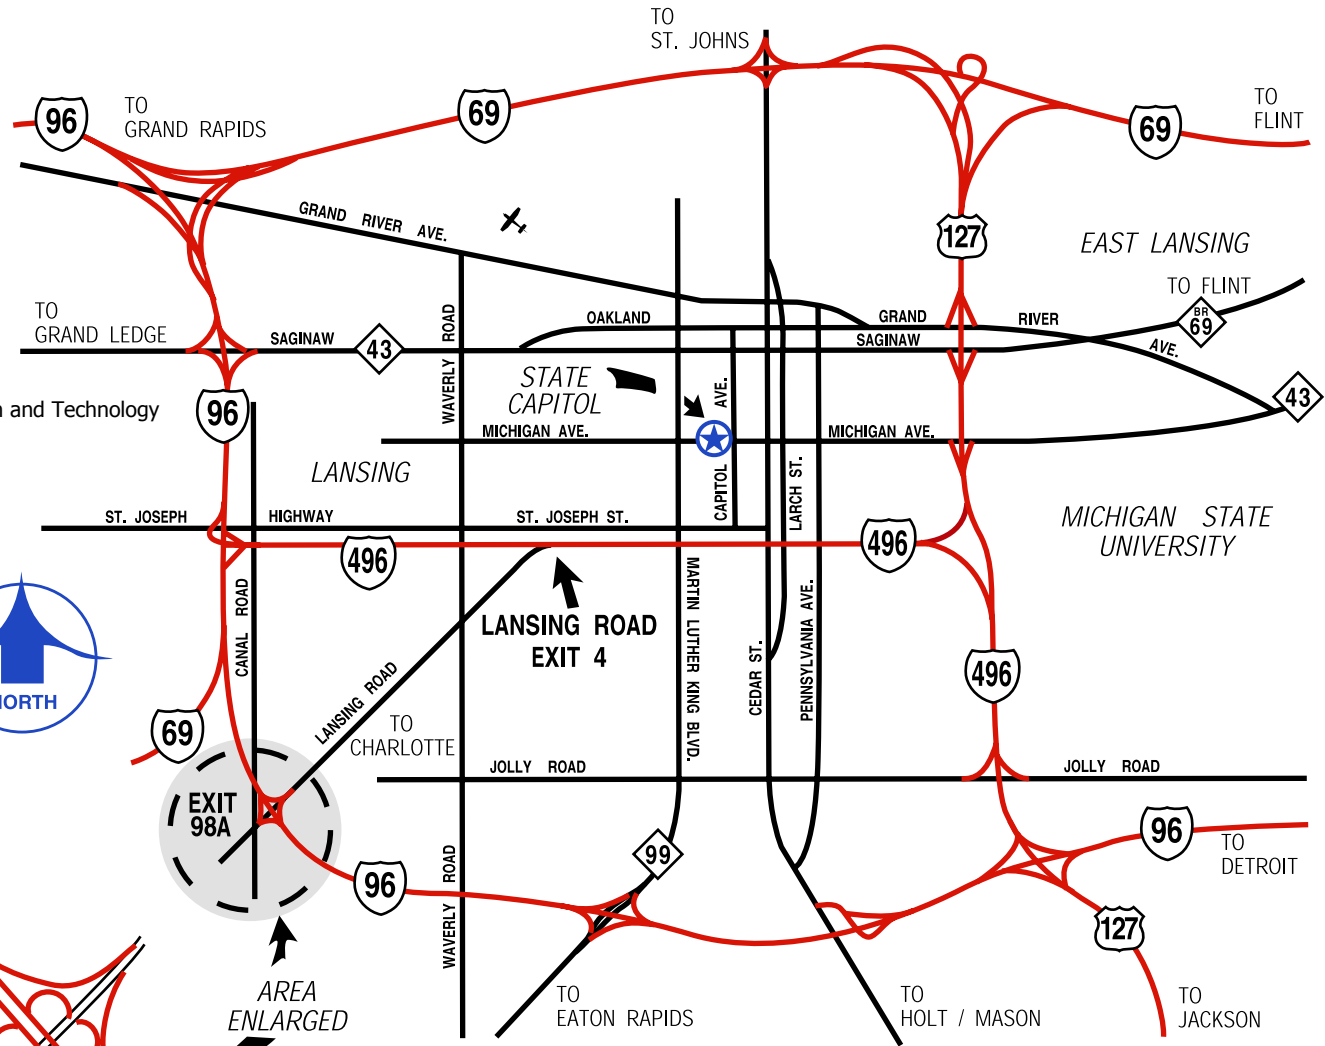 TO
ST. JOHNS
96
TO
GRAND RAPIDS
69
69
TO
FLINT
GRAND RIVER AVE.
127
EAST LANSING
TO FLINT
BR
69
TO
GRAND LEDGE
SAGINAW
43
WAVERLY ROAD
OAKLAND
GRAND
RIVER
AVE.
SAGINAW
STATE
CAPITOL
CAPITOL AVE.
and Technology
96
43
MICHIGAN AVE.
MICHIGAN AVE.
LANSING
LARCH ST.
ST. JOSEPH
HIGHWAY
ST. JOSEPH ST.
MICHIGAN STATE
UNIVERSITY
496
496
CANAL ROAD
LANSING ROAD
EXIT 4
MARTIN LUTHER KING BLVD.
CEDAR ST.
PENNSYLVANIA AVE.
496
NORTH
LANSING ROAD
69
TO
CHARLOTTE
JOLLY ROAD
JOLLY ROAD
EXIT
98A
99
96
TO
DETROIT
96
WAVERLY ROAD
127
AREA
ENLARGED
TO
EATON RAPIDS
TO
HOLT / MASON
TO
JACKSON